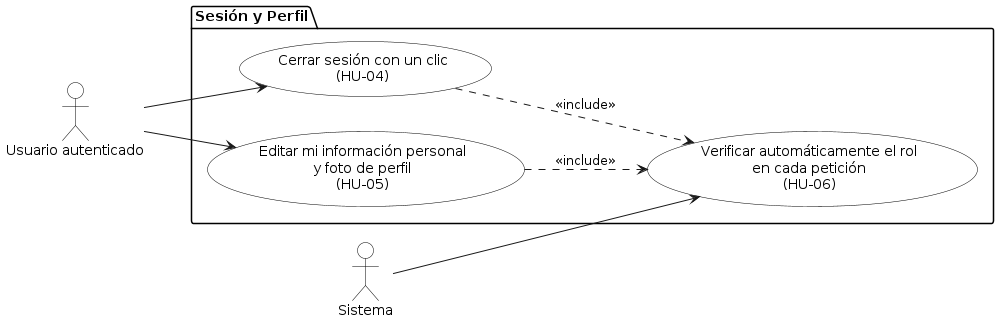 Sesión y Perfil
Cerrar sesión con un clic
(HU-04)
«include»
Usuario autenticado
Editar mi información personal
y foto de perfil
(HU-05)
«include»
Verificar automáticamente el rol
en cada petición
(HU-06)
Sistema